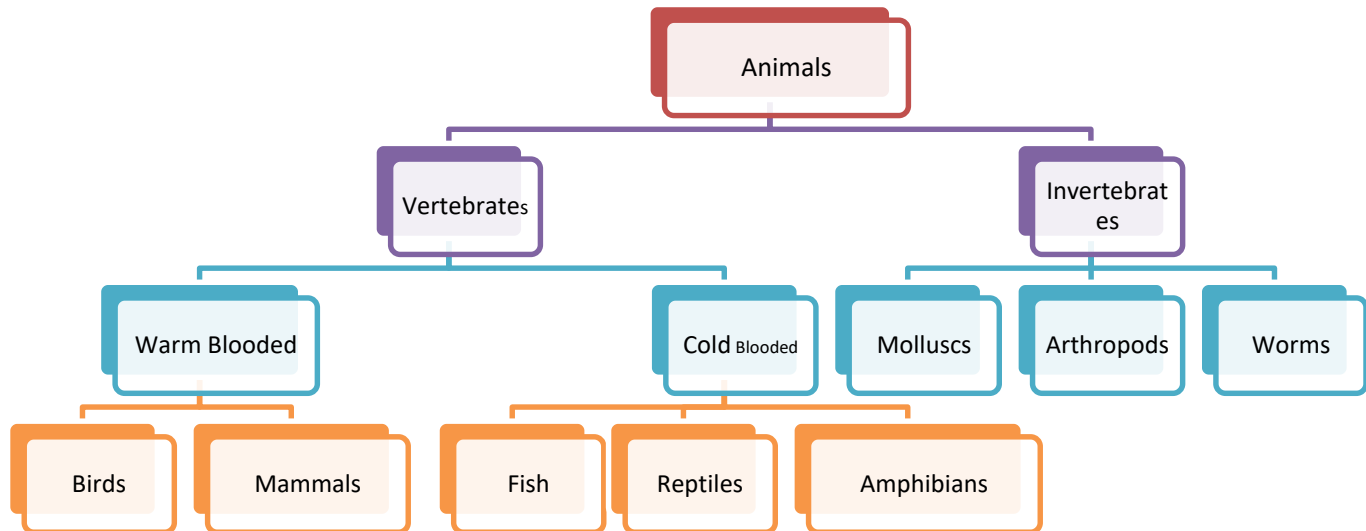 Animals
Vertebrates
Invertebrat
es
Warm Blooded
Cold Blooded
Molluscs
Arthropods
Worms
Birds
Mammals
Fish
Reptiles
Amphibians